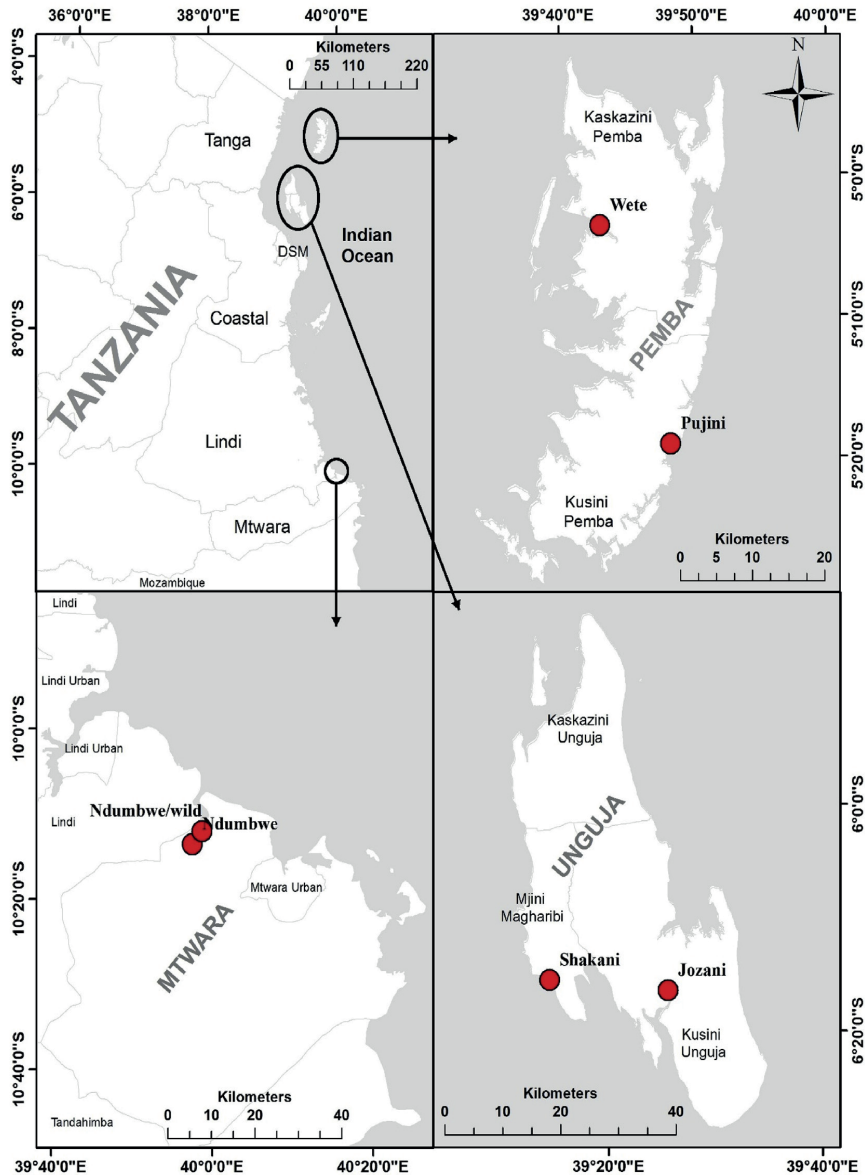 36°0'0"E
38°0'0"E
40°0'0"E
39°40'0"E
39°50'0"E
40°0'0"E
4°0'0"S
6°0'0"S
8°0'0"S
10°0'0"S
Kilometers
0 55 110 220
Tanga
Indian
Ocean
DSM
TANZANIA
Coastal
Lindi
Mtwara
Mozambique
N
Kaskazini
Pemba
Wete
PEMBA
Pujini
Kusini
Pemba
Kilometers
0 5 10 20
5°0'0"S
5°10'0"S
5°20'0"S
Lindi
Lindi Urban
Lindi Urban
Ndumbwe/wild
Ndumbwe
Lindi
Mtwara Urban
MTWARA
Kilometers
0 10 20 40
Tandahimba
10°0'0"S
10°20'0"S
10°40'0"S
Kaskazini
Unguja
UNGUJA
Mjini
Magharibi
Shakani
Jozani
Kusini
Unguja
Kilometers
0 10 20 40
6°0'0"S
6°20'0"S
39°40'0"E
40°0'0"E
40°20'0"E
39°20'0"E
39°40'0"E